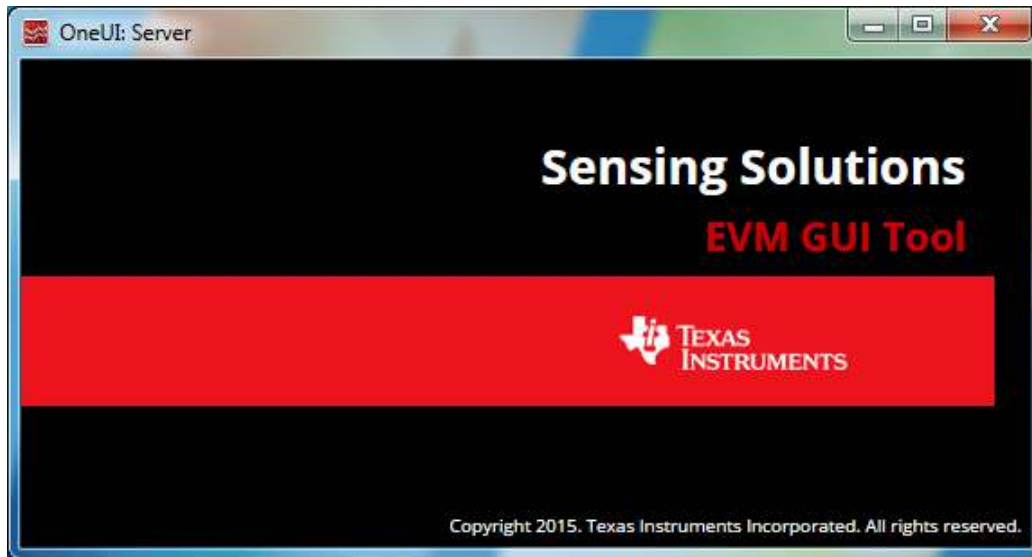 OneUI: Server
Sensing Solutions
EVM GUI Tool
TEXAS
INSTRUMENTS
Copyright 2015. Texas Instruments Incorporated. All rights reserved.